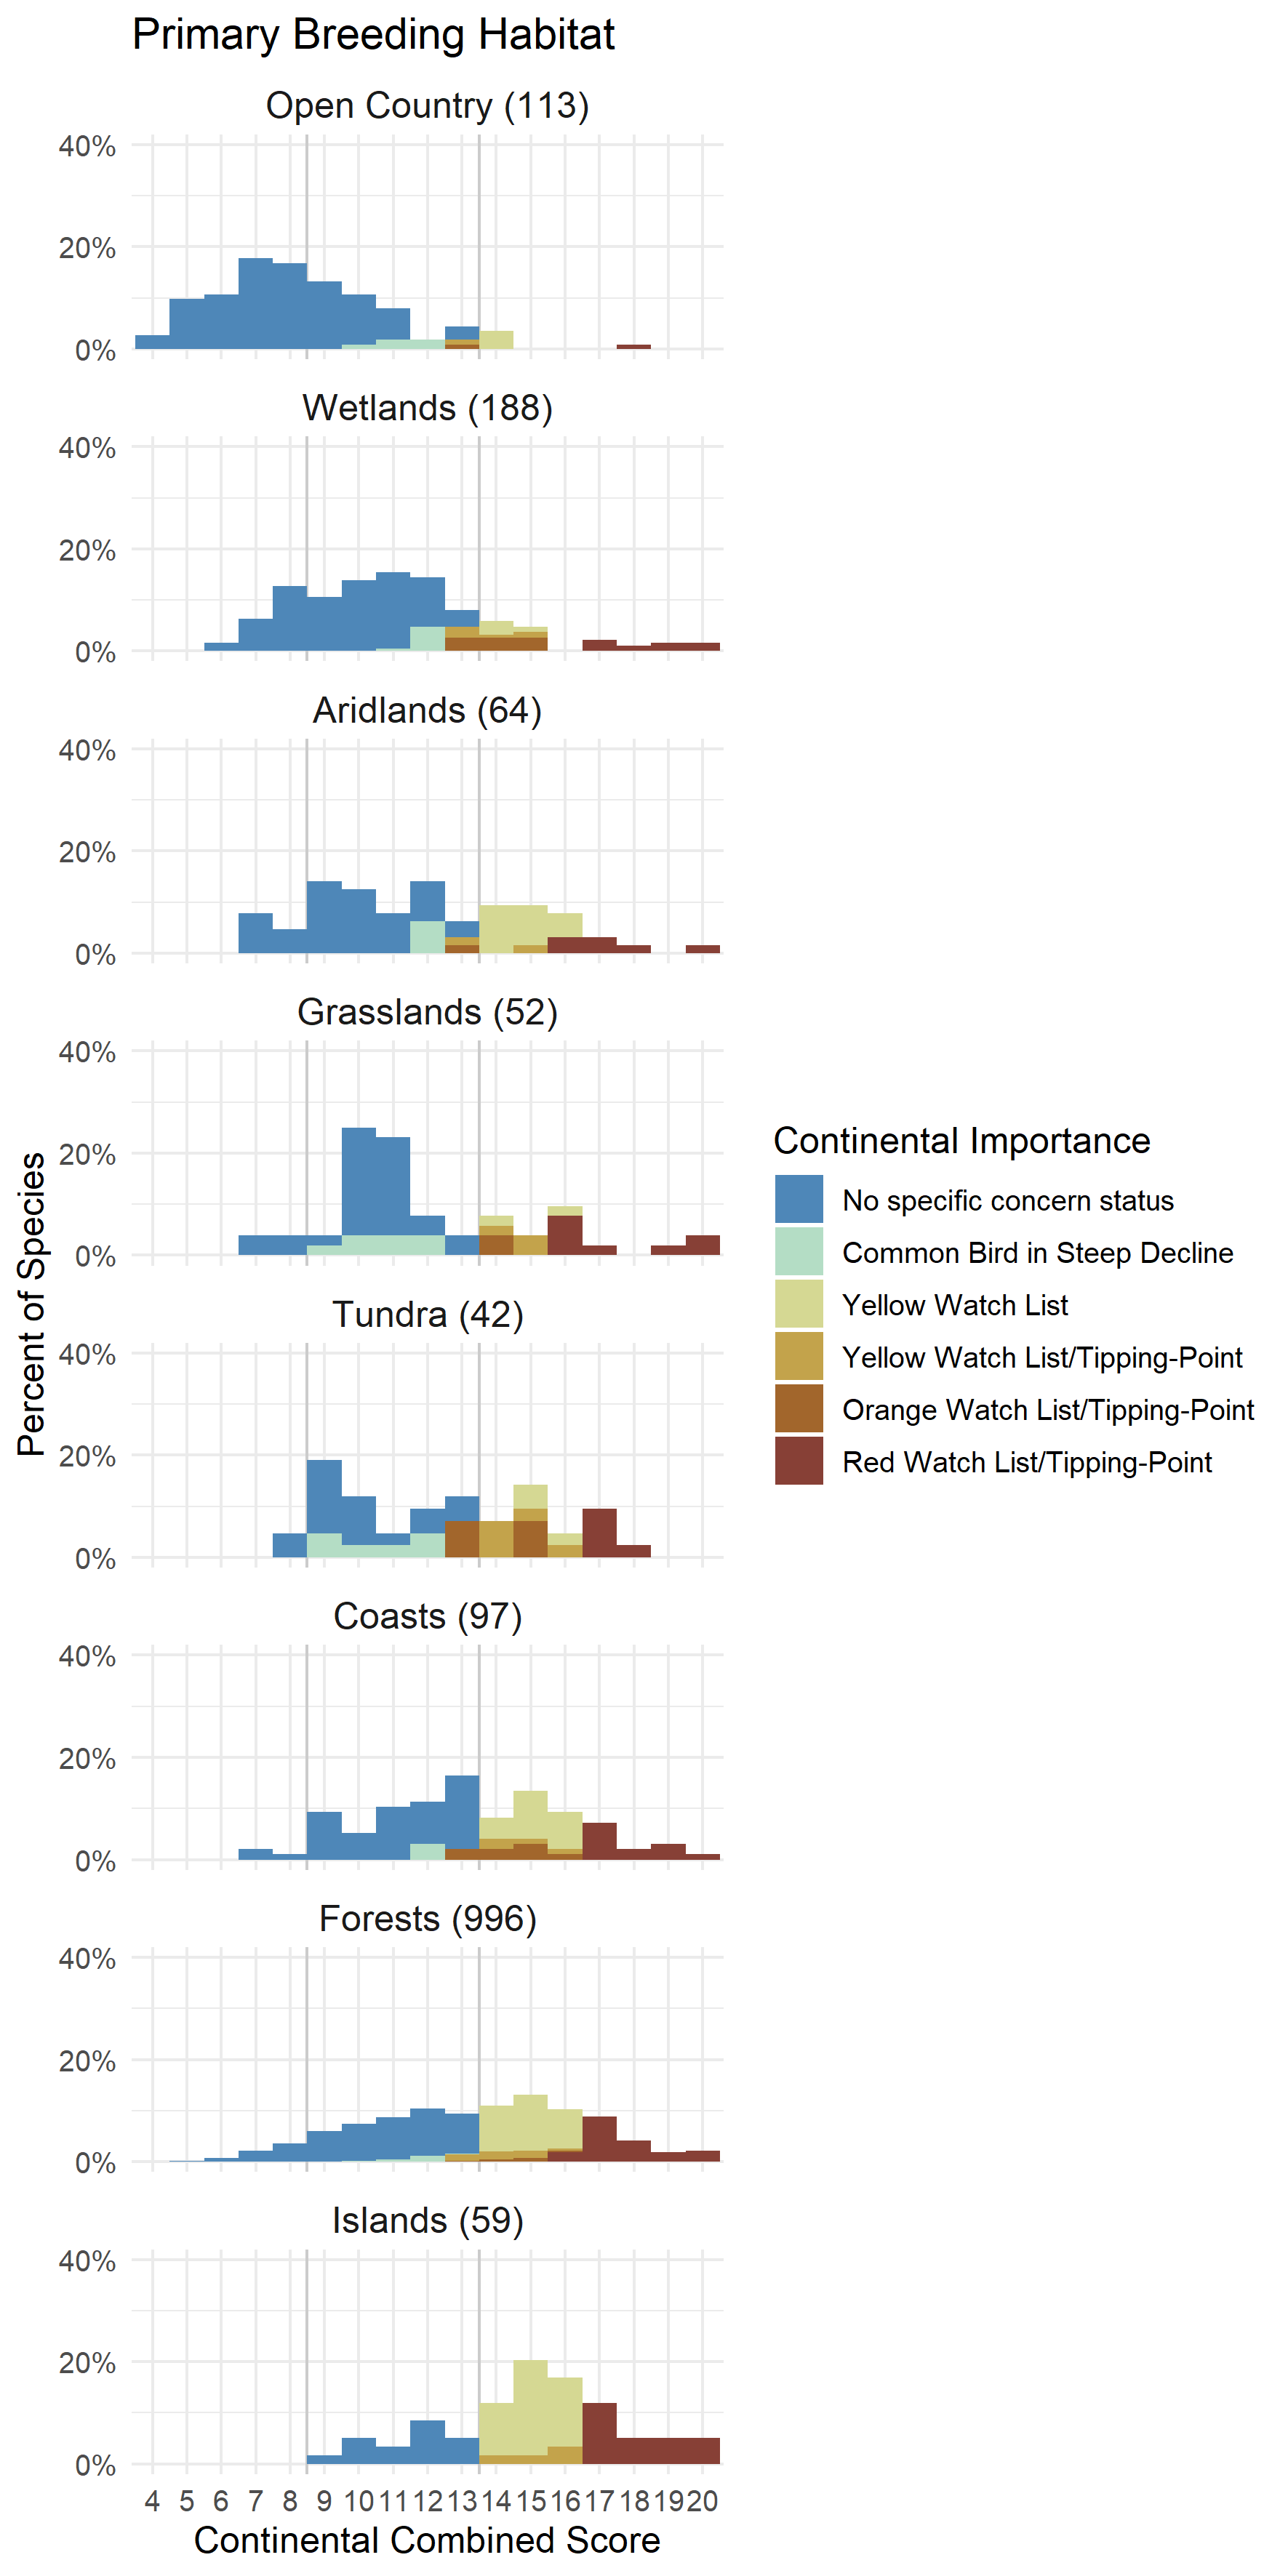 Primary Breeding Habitat
Open Country (113)
40%
20%
0%
Wetlands (188)
40%
20%
0%
Aridlands (64)
40%
20%
0%
Grasslands (52)
40%
20%
0%
Tundra (42)
40%
20%
0%
Coasts (97)
40%
20%
0%
Forests (996)
40%
20%
0%
Islands (59)
40%
20%
0%
4 5 6 7 8 9 10 11 12 13 14 15 16 17 18 19 20
Continental Combined Score
Percent of Species
Continental Importance
No specific concern status
Common Bird in Steep Decline
Yellow Watch List
Yellow Watch List/Tipping-Point
Orange Watch List/Tipping-Point
Red Watch List/Tipping-Point